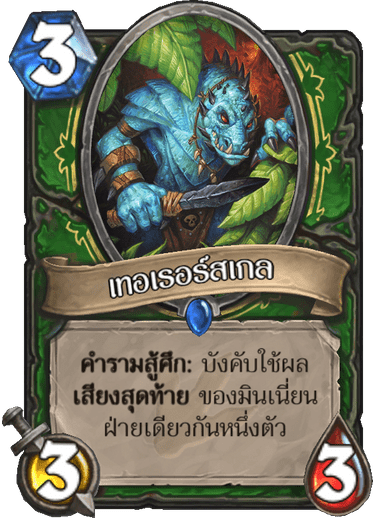 3
เทอเรอร์สเกล
คำรามสู้ศึก: บังคับใช้ผล
เสียงสุดท้าย ของมินเนี่ยน
ฝ่ายเดียวกันหนึ่งตัว
3
3